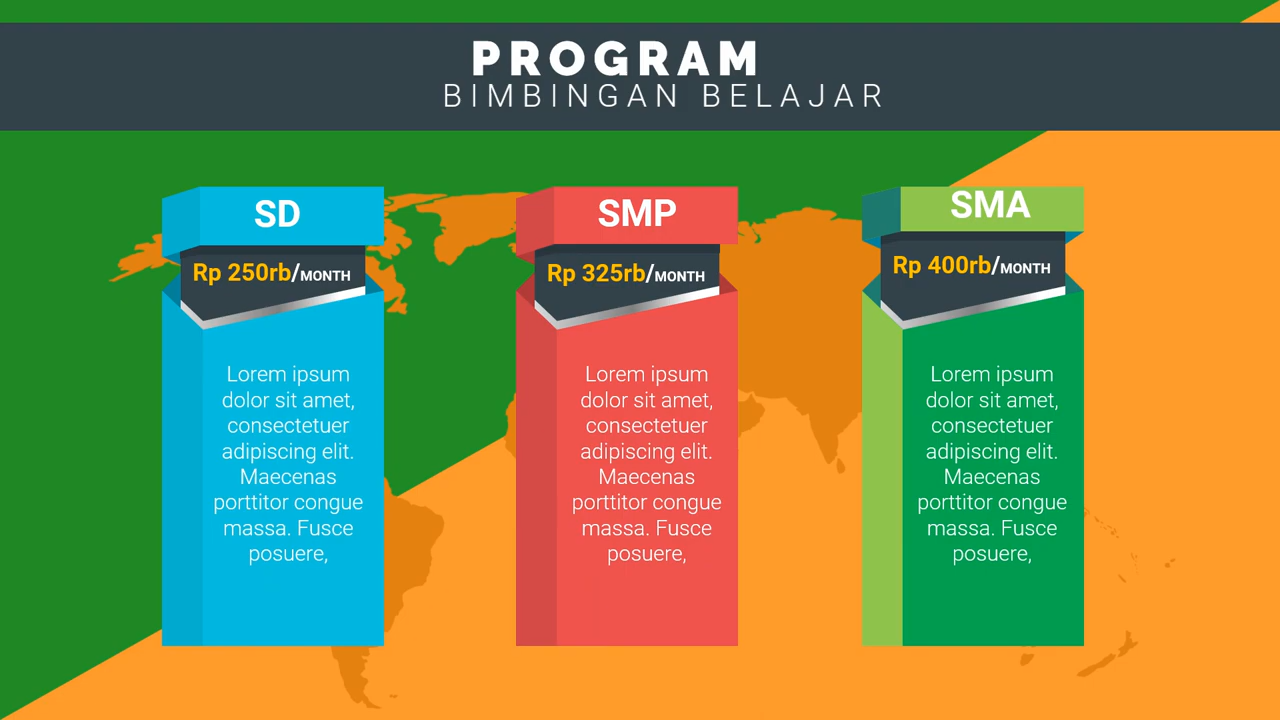 PROGRAM
BIMBINGAN BELAJAR
SD
Rp 250rb/MONTH
Lorem ipsum
dolor sit amet,
consectetuer
adipiscing elit.
Maecenas
porttitor congue
massa. Fusce
posuere,
SMP
Rp 325rb/MONTH
Lorem ipsum
dolor sit amet,
consectetuer
adipiscing elit.
Maecenas
porttitor congue
massa. Fusce
posuere,
SMA
Rp 400rb/MONTH
Lorem ipsum
dolor sit amet,
consectetuer
adipiscing elit.
Maecenas
porttitor congue
massa. Fusce
posuere,